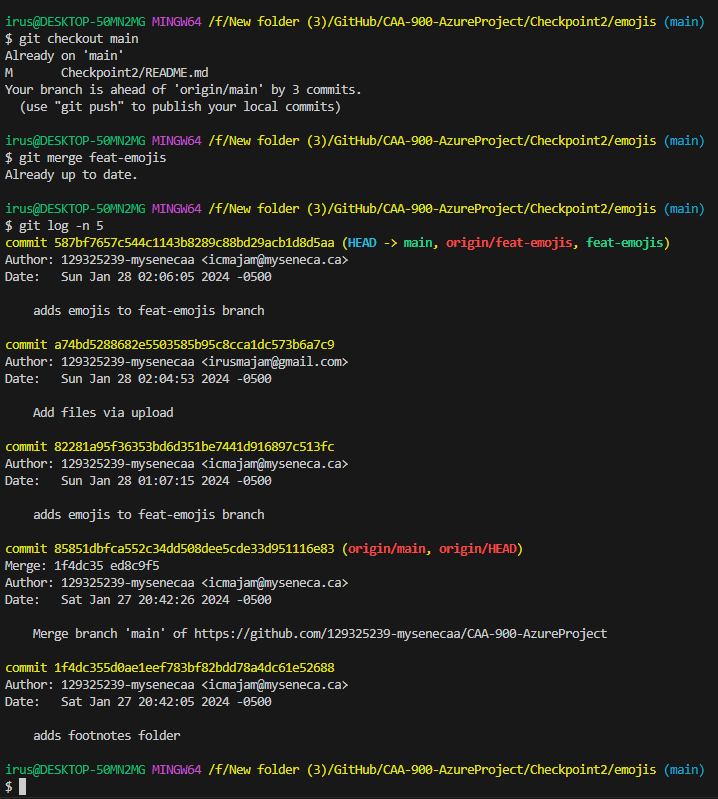 irus@DESKTOP-50MN2MG MINGW64 /f/New folder (3)/GitHub/CAA-900-AzureProject/Checkpoint2/emojis (main)
$ git checkout main
Already on 'main'
M       Checkpoint2/README.md
Your branch is ahead of 'origin/main' by 3 commits.
  (use "git push" to publish your local commits)

irus@DESKTOP-50MN2MG MINGW64 /f/New folder (3)/GitHub/CAA-900-AzureProject/Checkpoint2/emojis (main)
$ git merge feat-emojis
Already up to date.

irus@DESKTOP-50MN2MG MINGW64 /f/New folder (3)/GitHub/CAA-900-AzureProject/Checkpoint2/emojis (main)
$ git log -n 5
commit 587bf7657c544c1143b8289c88bd29acb1d8d5aa (HEAD -> main, origin/feat-emojis, feat-emojis)
Author: 129325239-mysenecaa <icmajam@myseneca.ca>
Date:   Sun Jan 28 02:06:05 2024 -0500

    adds emojis to feat-emojis branch

commit a74bd5288682e5503585b95c8cca1dc573b6a7c9
Author: 129325239-mysenecaa <irusmajam@gmail.com>
Date:   Sun Jan 28 02:04:53 2024 -0500

    Add files via upload

commit 82281a95f36353bd6d351be7441d916897c513fc
Author: 129325239-mysenecaa <icmajam@myseneca.ca>
Date:   Sun Jan 28 01:07:15 2024 -0500

    adds emojis to feat-emojis branch

commit 85851dbfca552c34dd508dee5cde33d951116e83 (origin/main, origin/HEAD)
Merge: 1f4dc35 ed8c9f5
Author: 129325239-mysenecaa <icmajam@myseneca.ca>
Date:   Sat Jan 27 20:42:26 2024 -0500

    Merge branch 'main' of https://github.com/129325239-mysenecaa/CAA-900-AzureProject

commit 1f4dc355d0ae1eef783bf82bdd78a4dc61e52688
Author: 129325239-mysenecaa <icmajam@myseneca.ca>
Date:   Sat Jan 27 20:42:05 2024 -0500

    adds footnotes folder

irus@DESKTOP-50MN2MG MINGW64 /f/New folder (3)/GitHub/CAA-900-AzureProject/Checkpoint2/emojis (main)
$